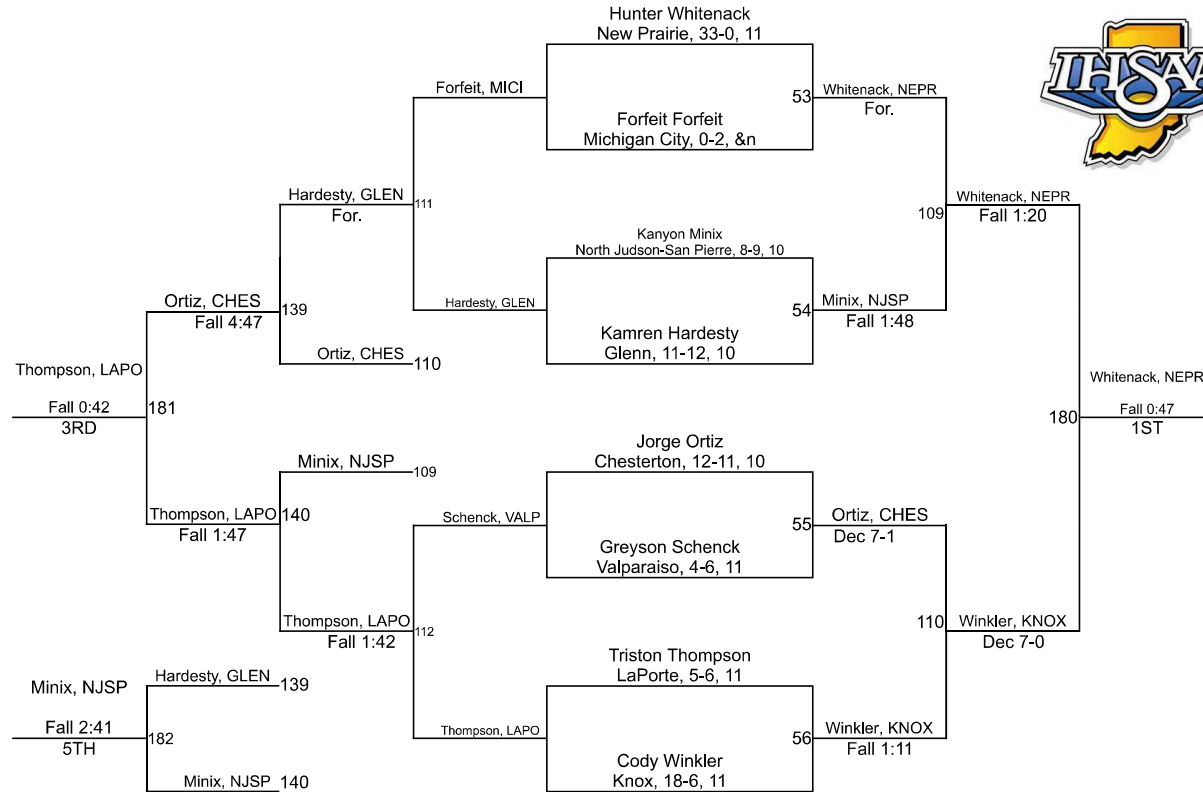 Hunter Whitenack
New Prairie, 33-0, 11
IHSAA
Forfeit, MICI
53
Whitenack, NEPR
For.
Forfeit Forfeit
Michigan City, 0-2, &n
Hardesty, GLEN
For.
111
109
Whitenack, NEPR
Fall 1:20
Kanyon Minix
North Judson-San Pierre, 8-9, 10
Ortiz, CHES
Fall 4:47
139
Hardesty, GLEN
54
Minix, NJSP
Fall 1:48
Kamren Hardesty
Glenn, 11-12, 10
Ortiz, CHES
110
Thompson, LAPO
Fall 0:42
3RD
181
180
Whitenack, NEPR
Fall 0:47
1ST
Jorge Ortiz
Chesterton, 12-11, 10
Minix, NJSP
109
Thompson, LAPO
Fall 1:47
140
Schenck, VALP
55
Ortiz, CHES
Dec 7-1
Greyson Schenck
Valparaiso, 4-6, 11
Thompson, LAPO
Fall 1:42
112
110
Winkler, KNOX
Dec 7-0
Triston Thompson
LaPorte, 5-6, 11
Hardesty, GLEN
139
Minix, NJSP
Fall 2:41
5TH
182
Thompson, LAPO
56
Winkler, KNOX
Fall 1:11
Cody Winkler
Knox, 18-6, 11
Minix, NJSP
140